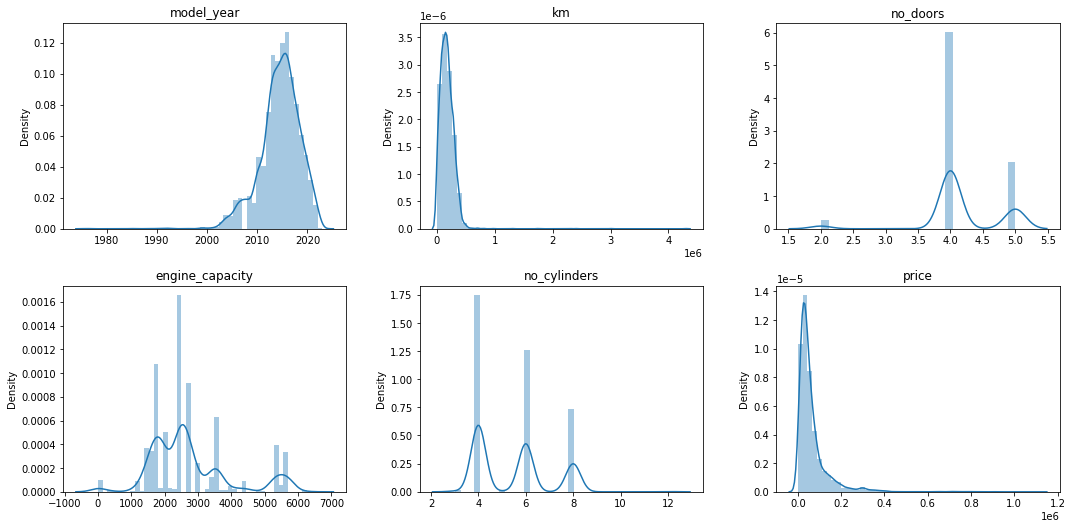 model_year
Density
0.12
0.10
0.08
0.06
0.04
0.02
0.00
1980 1990 2000 2010 2020
km
1e−6
Density
3.5
3.0
2.5
2.0
1.5
1.0
0.5
0.0
0 1 2 3 4
1e6
no_doors
Density
6
5
4
3
2
1
0
1.5 2.0 2.5 3.0 3.5 4.0 4.5 5.0 5.5
engine_capacity
Density
0.0016
0.0014
0.0012
0.0010
0.0008
0.0006
0.0004
0.0002
0.0000
−1000 0 1000 2000 3000 4000 5000 6000 7000
no_cylinders
Density
1.75
1.50
1.25
1.00
0.75
0.50
0.25
0.00
2 4 6 8 10 12
price
1e−5
Density
1.4
1.2
1.0
0.8
0.6
0.4
0.2
0.0
0.0 0.2 0.4 0.6 0.8 1.0 1.2
1e6